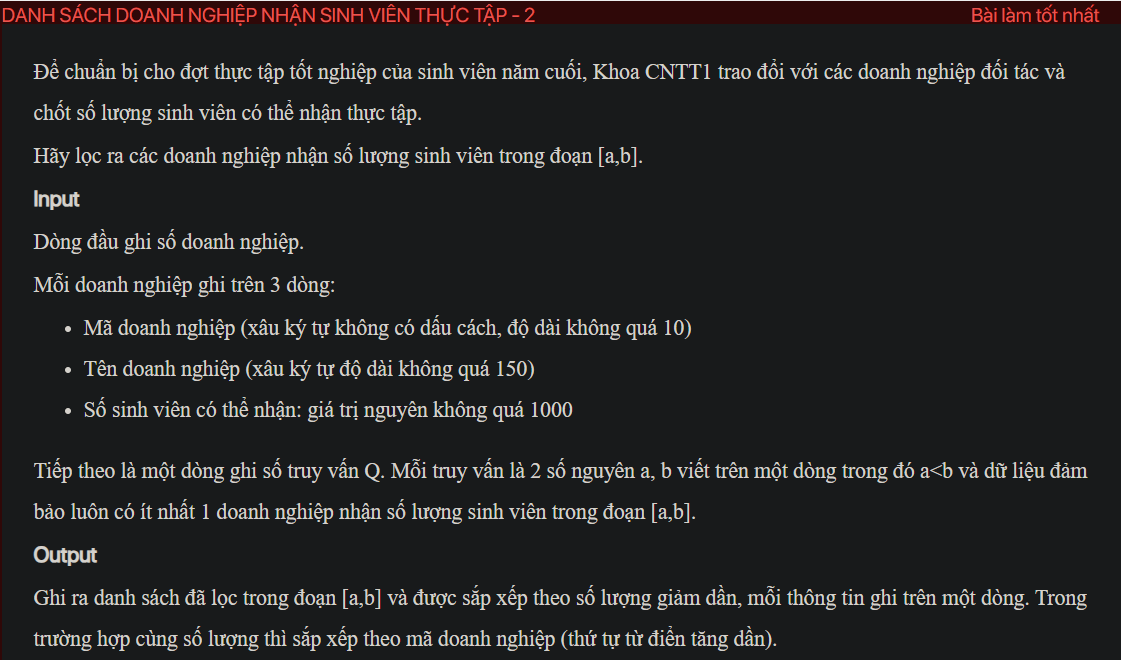 DANH SÁCH DOANH NGHIỆP NHẬN SINH VIÊN THỰC TẬP - 2 Bài làm tốt nhất
Để chuẩn bị cho đợt thực tập tốt nghiệp của sinh viên năm cuối, Khoa CNTT1 trao đổi với các doanh nghiệp đối tác và
chốt số lượng sinh viên có thể nhận thực tập.
Hãy lọc ra các doanh nghiệp nhận số lượng sinh viên trong đoạn [a,b].
Input
Dòng đầu ghi số doanh nghiệp.
Mỗi doanh nghiệp ghi trên 3 dòng:
• Mã doanh nghiệp (xâu ký tự không có dấu cách, độ dài không quá 10)
• Tên doanh nghiệp (xâu ký tự độ dài không quá 150)
• Số sinh viên có thể nhận: giá trị nguyên không quá 1000
Tiếp theo là một dòng ghi số truy vấn Q. Mỗi truy vấn là 2 số nguyên a, b viết trên một dòng trong đó a<b và dữ liệu đảm
bảo luôn có ít nhất 1 doanh nghiệp nhận số lượng sinh viên trong đoạn [a,b].
Output
Ghi ra danh sách đã lọc trong đoạn [a,b] và được sắp xếp theo số lượng giảm dần, mỗi thông tin ghi trên một dòng. Trong
trường hợp cùng số lượng thì sắp xếp theo mã doanh nghiệp (thứ tự từ điển tăng dần).